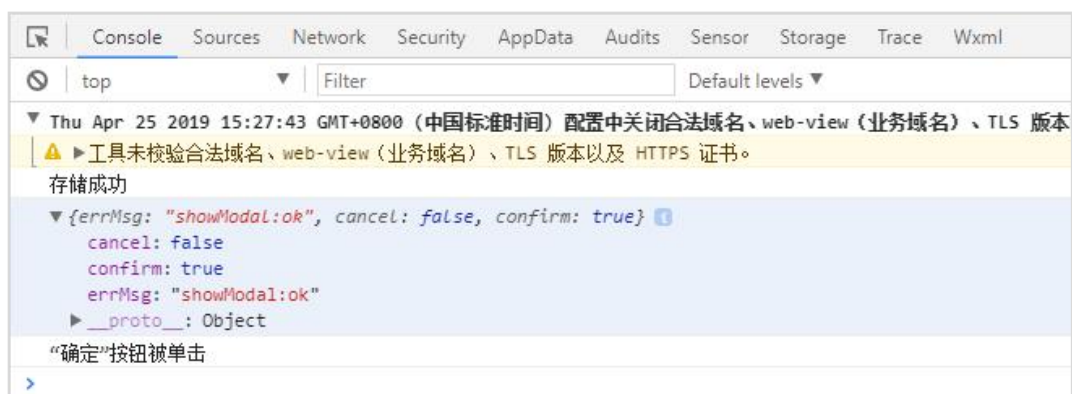 Console Sources Network Security AppData Audits Sensor Storage Trace Wxml
top ▼ Filter Default levels ▼
▼ Thu Apr 25 2019 15:27:43 GMT+0800 (中国标准时间) 配置中关闭合法域名、web-view（业务域名）、TLS 版本
▶工具未校验合法域名、web-view（业务域名）、TLS 版本以及 HTTPS 证书。
存储成功
▼{errMsg: "showModal:ok", cancel: false, confirm: true}
cancel: false
confirm: true
errMsg: "showModal:ok"
▶__proto__: Object
“确定”按钮被单击
>